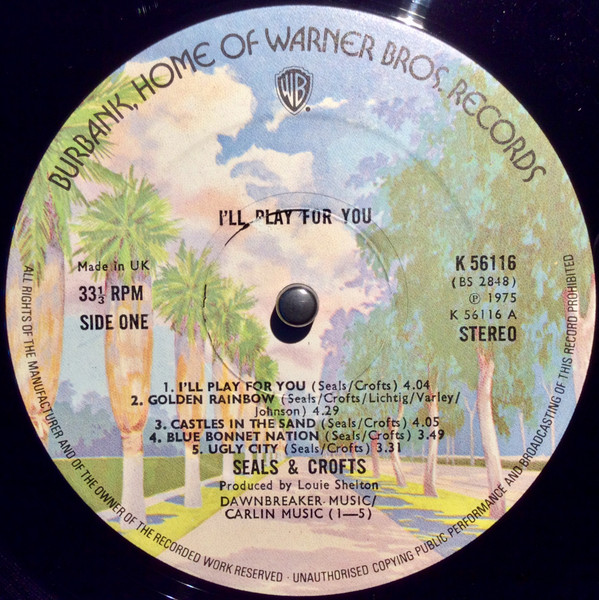 BURBANK, HOME OF WARNER BROS. RECORDS
WB
®
I'LL PLAY FOR YOU
Made in UK
33⅓ RPM
SIDE ONE
K 56116
(BS 2848)
℗ 1975
K 56116 A
STEREO
1. I'LL PLAY FOR YOU (Seals/Crofts) 4.04
2. GOLDEN RAINBOW (Seals/Crofts/Lichtig/Varley/
Johnson) 4.29
3. CASTLES IN THE SAND (Seals/Crofts) 4.05
4. BLUE BONNET NATION (Seals/Crofts) 3.49
5. UGLY CITY (Seals/Crofts) 3.31
SEALS & CROFTS
Produced by Louie Shelton
DAWNBREAKER-MUSIC/
CARLIN MUSIC (1—5)
ALL RIGHTS OF THE MANUFACTURER AND OF THE OWNER OF THE RECORDED WORK RESERVED · UNAUTHORISED COPYING PUBLIC PERFORMANCE AND BROADCASTING OF THIS RECORD PROHIBITED